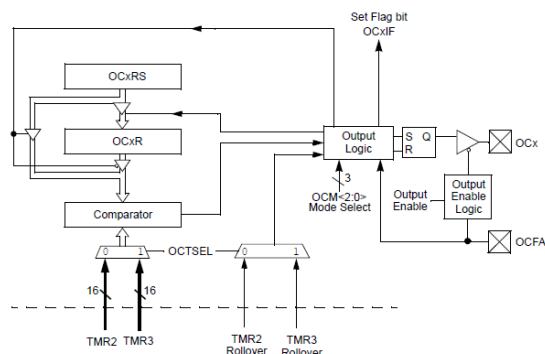 Set Flag bit
OCxIF
OCxRS
OCxR
Output
Logic
S Q
R
OCx
3
OCM<2:0>
Mode Select
Output
Enable
Output
Enable
Logic
Comparator
0 1
OCTSEL
0 1
OCFA
16
16
TMR2 TMR3
TMR2
Rollover
TMR3
Rollover